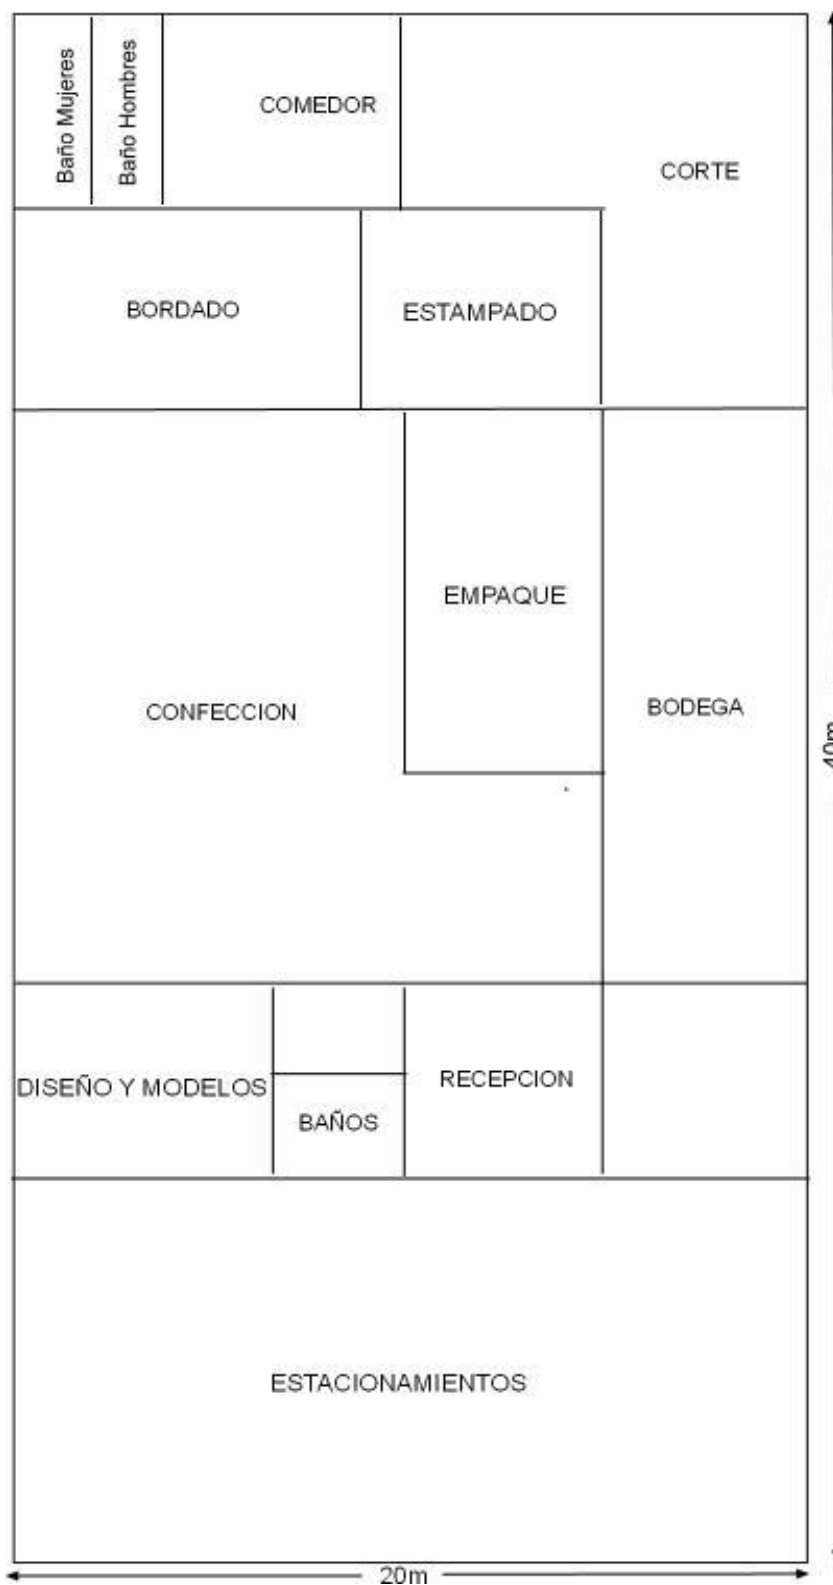 Baño Mujeres
Baño Hombres
COMEDOR
CORTE
BORDADO
ESTAMPADO
EMPAQUE
CONFECCION
BODEGA
40m
DISEÑO Y MODELOS
BAÑOS
RECEPCION
ESTACIONAMIENTOS
20m